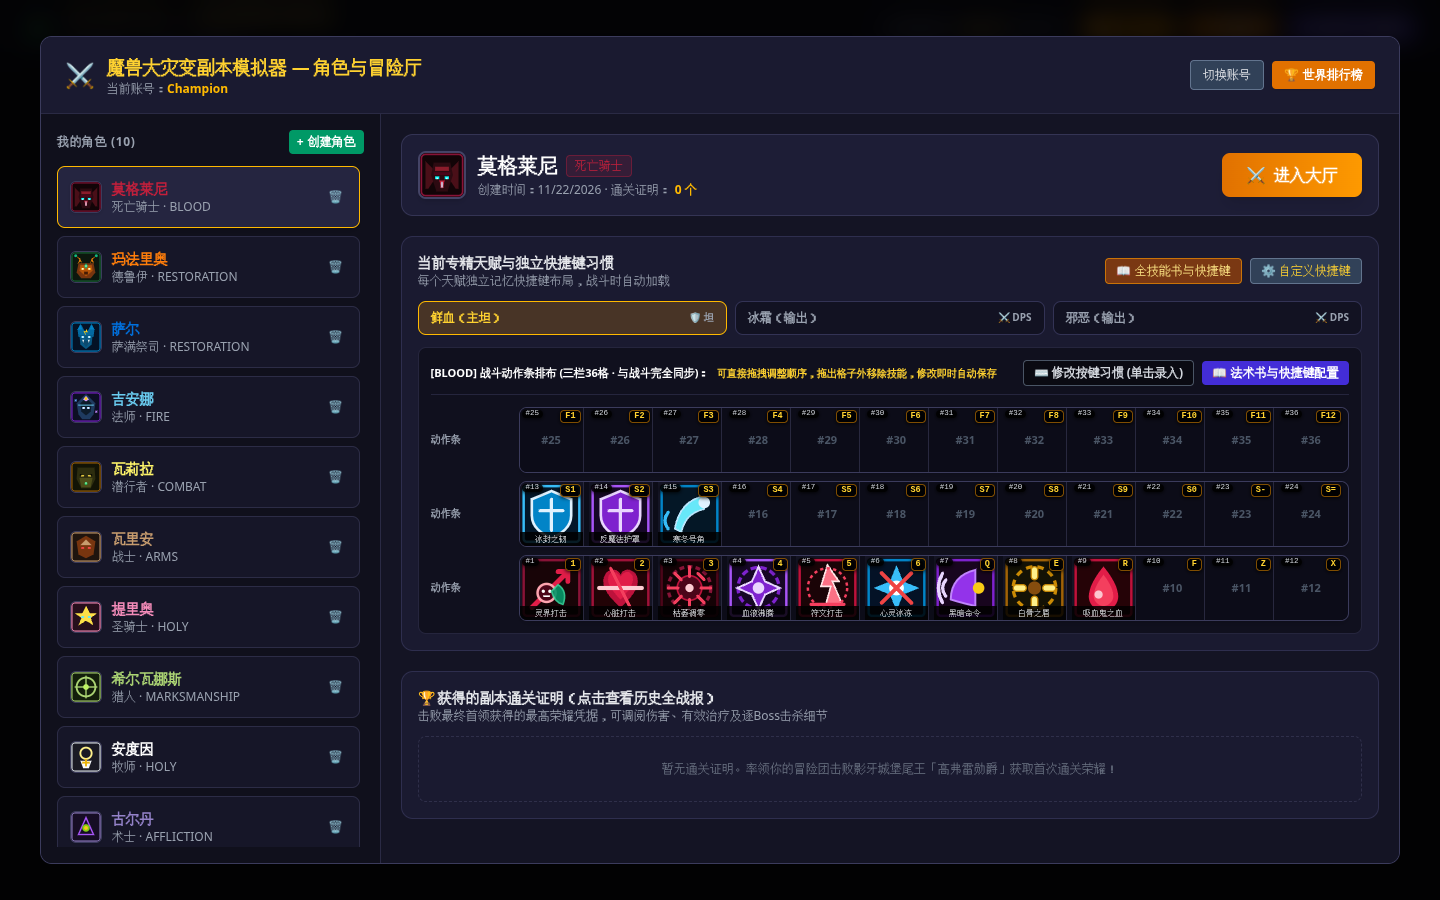 魔兽大灾变副本模拟器 — 角色与冒险厅
当前账号：Champion
切换账号
🏆 世界排行榜
我的角色 (10)
+ 创建角色
莫格莱尼
死亡骑士 · BLOOD
玛法里奥
德鲁伊 · RESTORATION
萨尔
萨满祭司 · RESTORATION
吉安娜
法师 · FIRE
瓦莉拉
潜行者 · COMBAT
瓦里安
战士 · ARMS
提里奥
圣骑士 · HOLY
希尔瓦娜斯
猎人 · MARKSMANSHIP
安度因
牧师 · HOLY
古尔丹
术士 · AFFLICTION
莫格莱尼 死亡骑士
创建时间：11/22/2026 · 通关证明： 0 个
⚔️ 进入大厅
当前专精天赋与独立快捷键习惯
每个天赋独立记忆快捷键布局，战斗时自动加载
📖 全技能书与快捷键
⚙️ 自定义快捷键
鲜血（主坦） 🛡️ 坦
冰霜（输出） ⚔️ DPS
邪恶（输出） ⚔️ DPS
[BLOOD] 战斗动作条排布 (三栏36格 · 与战斗完全同步)： 可直接拖拽调整顺序，拖出格子外移除技能，修改即时自动保存
⌨️ 修改按键习惯 (单击录入)
📖 法术书与快捷键配置
#25 F1 #26 F2 #27 F3 #28 F4 #29 F5 #30 F6 #31 F7 #32 F8 #33 F9 #34 F10 #35 F11 #36 F12
动作条 #25 #26 #27 #28 #29 #30 #31 #32 #33 #34 #35 #36
#13 S1 #14 S2 #15 S3 #16 S4 #17 S5 #18 S6 #19 S7 #20 S8 #21 S9 #22 S0 #23 S- #24 S=
动作条 #16 #17 #18 #19 #20 #21 #22 #23 #24
冰封之韧 反魔法护罩 寒冬号角
#1 1 #2 2 #3 3 #4 4 #5 5 #6 6 #7 Q #8 E #9 R #10 F #11 Z #12 X
动作条 #10 #11 #12
灵界打击 心脏打击 枯萎凋零 血液沸腾 符文打击 心灵冰冻 黑暗命令 白骨之盾 吸血鬼之血
🏆 获得的副本通关证明（点击查看历史全战报）
击败最终首领获得的最高荣耀凭据，可调阅伤害、有效治疗及逐Boss击杀细节
暂无通关证明。率领你的冒险团击败影牙城堡尾王「高弗雷勋爵」获取首次通关荣耀！